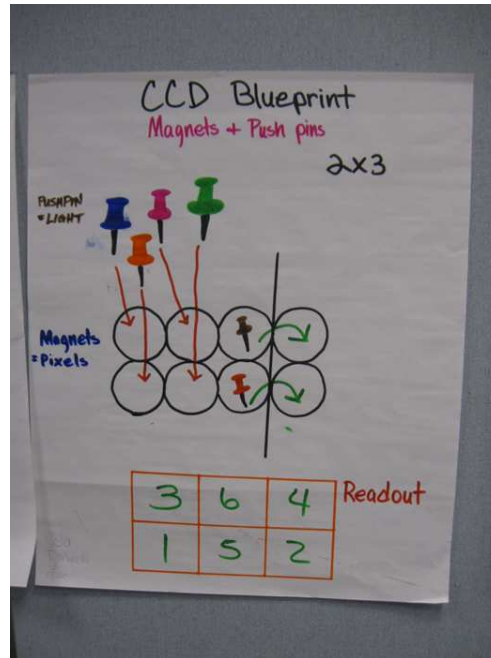 CCD Blueprint
Magnets + Push pins
2x3
PUSHPIN
= LIGHT
Magnets
= Pixels
3 6 4 Readout
1 5 2